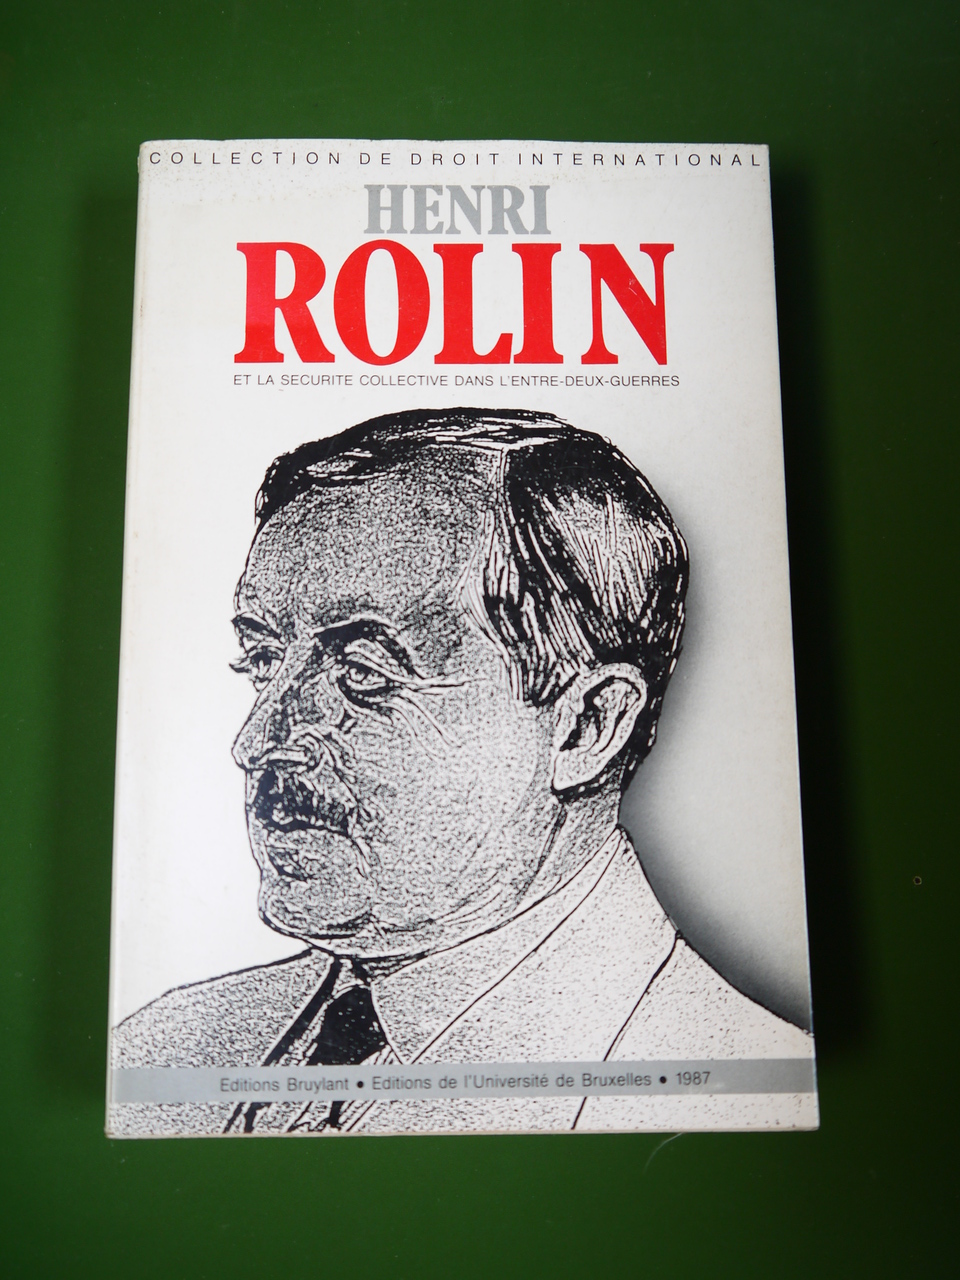 COLLECTION DE DROIT INTERNATIONAL
HENRI
ROLIN
ET LA SECURITE COLLECTIVE DANS L'ENTRE-DEUX-GUERRES
Editions Bruylant • Editions de l'Université de Bruxelles • 1987